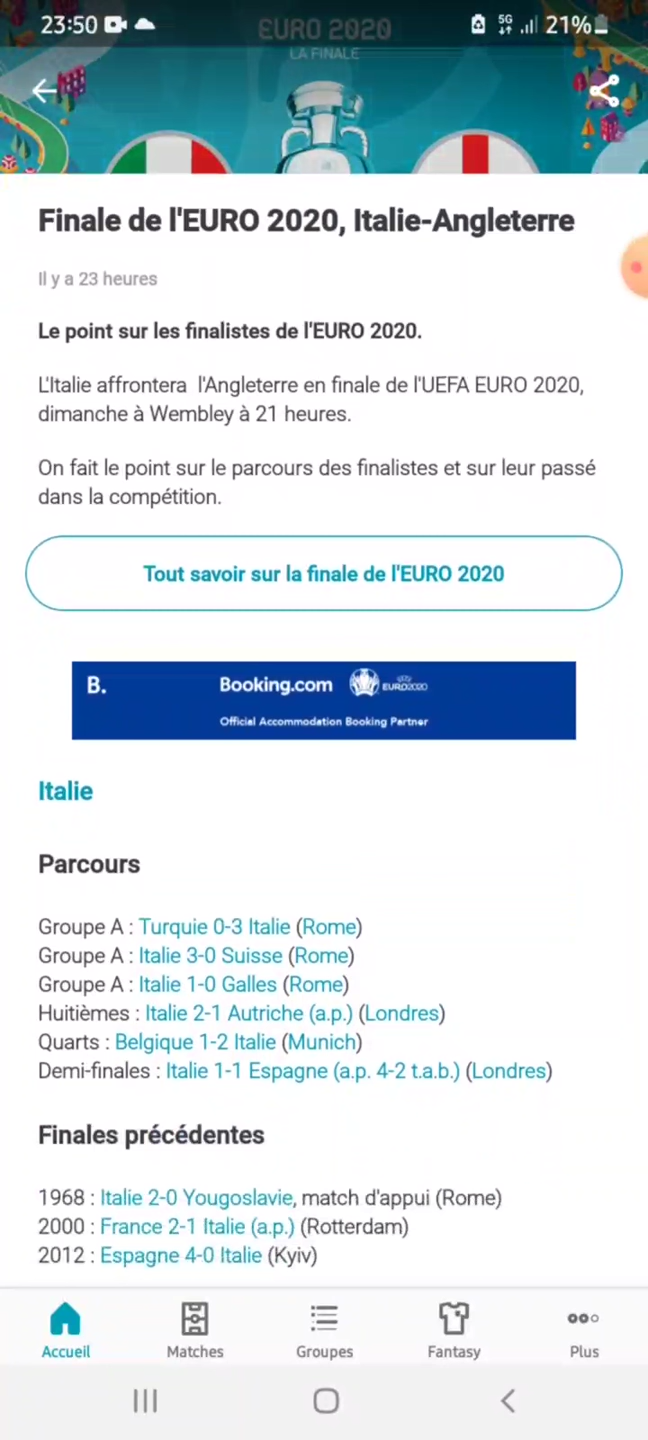 23:50
5G
21%
EURO 2020
LA FINALE
Finale de l'EURO 2020, Italie-Angleterre
Il y a 23 heures
Le point sur les finalistes de l'EURO 2020.
L'Italie affrontera  l'Angleterre en finale de l'UEFA EURO 2020,
dimanche à Wembley à 21 heures.
On fait le point sur le parcours des finalistes et sur leur passé
dans la compétition.
Tout savoir sur la finale de l'EURO 2020
B.
Booking.com
UEFA
EURO2020
Official Accommodation Booking Partner
Italie
Parcours
Groupe A : Turquie 0-3 Italie (Rome)
Groupe A : Italie 3-0 Suisse (Rome)
Groupe A : Italie 1-0 Galles (Rome)
Huitièmes : Italie 2-1 Autriche (a.p.) (Londres)
Quarts : Belgique 1-2 Italie (Munich)
Demi-finales : Italie 1-1 Espagne (a.p. 4-2 t.a.b.) (Londres)
Finales précédentes
1968 : Italie 2-0 Yougoslavie, match d'appui (Rome)
2000 : France 2-1 Italie (a.p.) (Rotterdam)
2012 : Espagne 4-0 Italie (Kyiv)
Accueil
Matches
Groupes
Fantasy
Plus